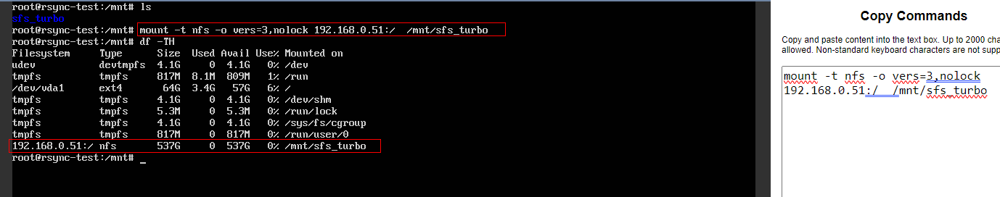 root@rsync-test:/mnt# ls
sfs_turbo
root@rsync-test:/mnt# mount -t nfs -o vers=3,nolock 192.168.0.51:/  /mnt/sfs_turbo
root@rsync-test:/mnt# df -TH
Filesystem     Type      Size  Used Avail Use% Mounted on
udev           devtmpfs  4.1G     0  4.1G   0% /dev
tmpfs          tmpfs     817M  8.1M  809M   1% /run
/dev/vda1      ext4       64G  3.4G   57G   6% /
tmpfs          tmpfs     4.1G     0  4.1G   0% /dev/shm
tmpfs          tmpfs     5.3M     0  5.3M   0% /run/lock
tmpfs          tmpfs     4.1G     0  4.1G   0% /sys/fs/cgroup
tmpfs          tmpfs     817M     0  817M   0% /run/user/0
192.168.0.51:/ nfs       537G     0  537G   0% /mnt/sfs_turbo
root@rsync-test:/mnt# _
Copy Commands
Copy and paste content into the text box. Up to 2000 cha
allowed. Non-standard keyboard characters are not supp
mount -t nfs -o vers=3,nolock
192.168.0.51:/  /mnt/sfs_turbo